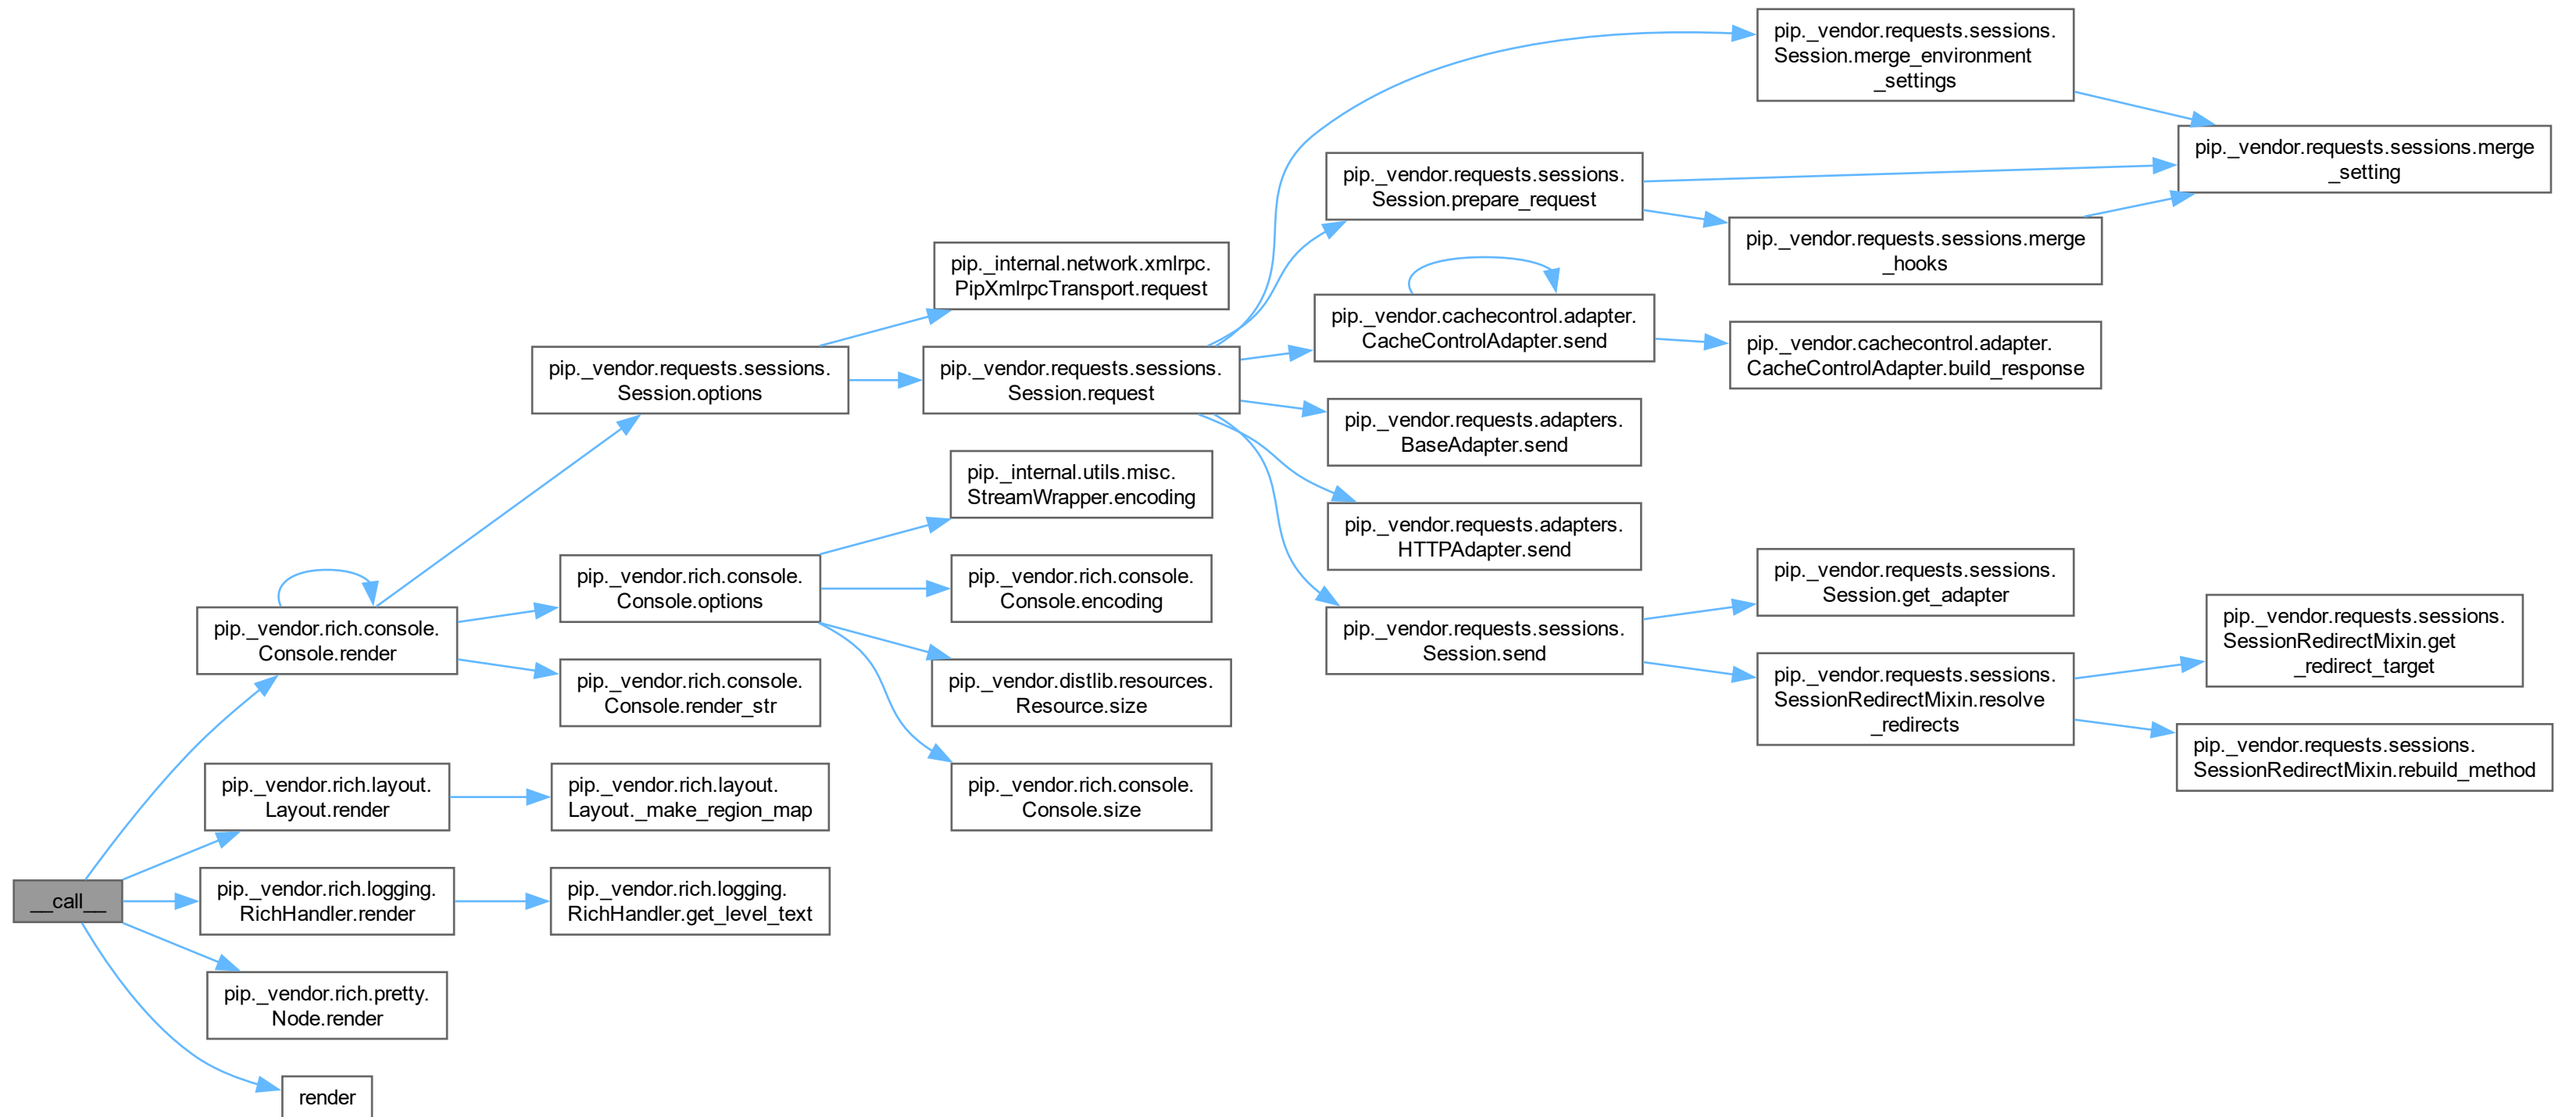 __call__
pip._vendor.rich.console.
Console.render
pip._vendor.rich.layout.
Layout.render
pip._vendor.rich.logging.
RichHandler.render
pip._vendor.rich.pretty.
Node.render
render
pip._vendor.requests.sessions.
Session.options
pip._vendor.rich.console.
Console.options
pip._vendor.rich.console.
Console.render_str
pip._vendor.rich.layout.
Layout._make_region_map
pip._vendor.rich.logging.
RichHandler.get_level_text
pip._internal.network.xmlrpc.
PipXmlrpcTransport.request
pip._vendor.requests.sessions.
Session.request
pip._internal.utils.misc.
StreamWrapper.encoding
pip._vendor.rich.console.
Console.encoding
pip._vendor.distlib.resources.
Resource.size
pip._vendor.rich.console.
Console.size
pip._vendor.requests.sessions.
Session.prepare_request
pip._vendor.cachecontrol.adapter.
CacheControlAdapter.send
pip._vendor.requests.adapters.
BaseAdapter.send
pip._vendor.requests.adapters.
HTTPAdapter.send
pip._vendor.requests.sessions.
Session.send
pip._vendor.requests.sessions.
Session.merge_environment
_settings
pip._vendor.requests.sessions.merge
_hooks
pip._vendor.cachecontrol.adapter.
CacheControlAdapter.build_response
pip._vendor.requests.sessions.
Session.get_adapter
pip._vendor.requests.sessions.
SessionRedirectMixin.resolve
_redirects
pip._vendor.requests.sessions.merge
_setting
pip._vendor.requests.sessions.
SessionRedirectMixin.get
_redirect_target
pip._vendor.requests.sessions.
SessionRedirectMixin.rebuild_method